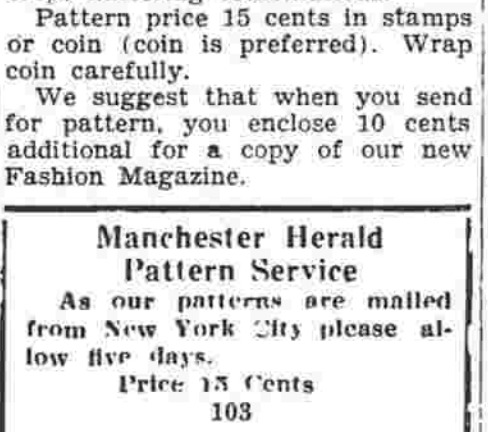 Pattern price 15 cents in stamps
or coin (coin is preferred). Wrap
coin carefully.
We suggest that when you send
for pattern, you enclose 10 cents
additional for a copy of our new
Fashion Magazine.
Manchester Herald
Pattern Service
As our patterns are mailed
from New York City please al-
low five days.
Price 15 Cents
103